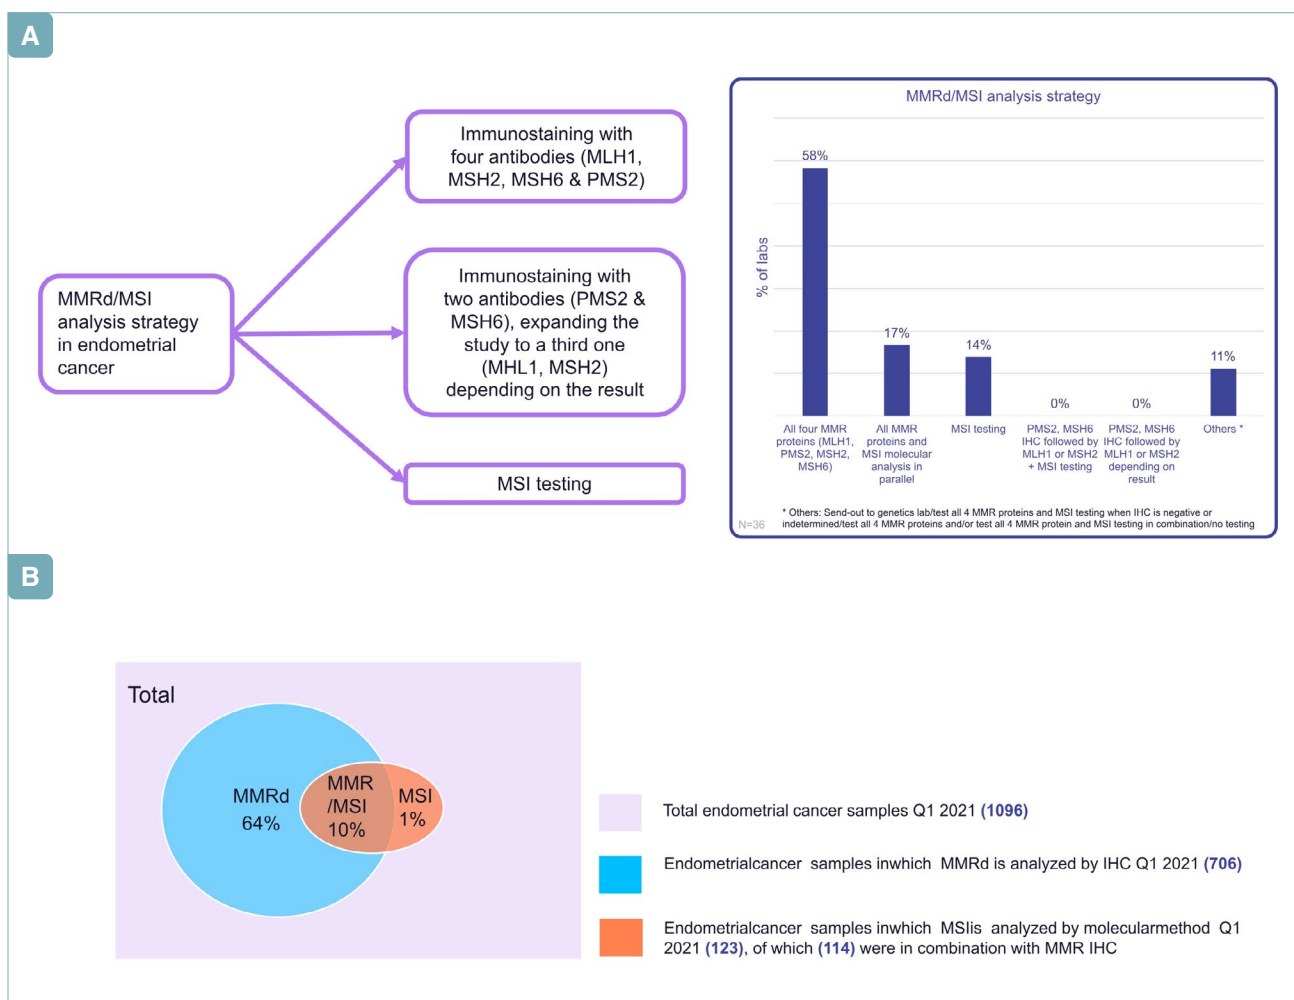 A
MMRd/MSI
analysis strategy
in endometrial
cancer
Immunostaining with
four antibodies (MLH1,
MSH2, MSH6 & PMS2)
Immunostaining with
two antibodies (PMS2 &
MSH6), expanding the
study to a third one
(MHL1, MSH2)
depending on the result
MSI testing
MMRd/MSI analysis strategy
% of labs
58%
17%
14%
0%
0%
11%
All four MMR
proteins (MLH1,
PMS2, MSH2,
MSH6)
All MMR
proteins and
MSI molecular
analysis in
parallel
MSI testing
PMS2, MSH6
IHC followed by
MLH1 or MSH2
+ MSI testing
PMS2, MSH6
IHC followed by
MLH1 or MSH2
depending on
result
Others *
N=36
* Others: Send-out to genetics lab/test all 4 MMR proteins and MSI testing when IHC is negative or
indetermined/test all 4 MMR proteins and/or test all 4 MMR protein and MSI testing in combination/no testing
B
Total
MMRd
64%
MMR
/MSI
10%
MSI
1%
Total endometrial cancer samples Q1 2021 (1096)
Endometrialcancer samples inwhich MMRd is analyzed by IHC Q1 2021 (706)
Endometrialcancer samples inwhich MSIis analyzed by molecularmethod Q1
2021 (123), of which (114) were in combination with MMR IHC